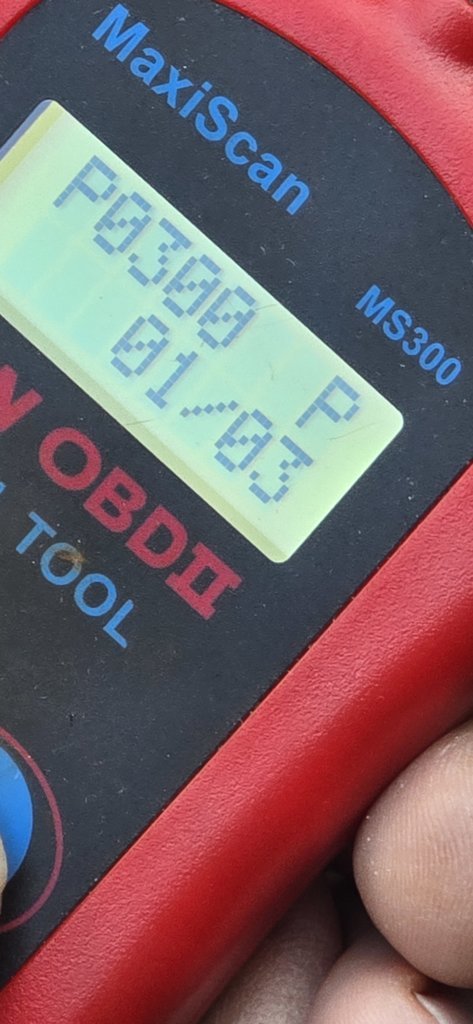 MaxiScan
P0300 P
01/03
MS300
OBDII
TOOL